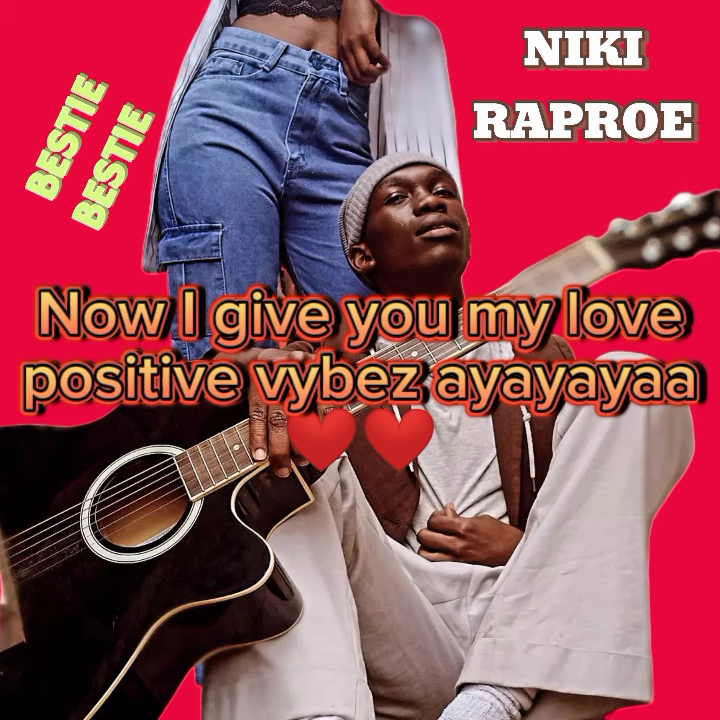 NIKI
RAPROE
BESTIE
BESTIE
Now I give you my love
positive vybez ayayayaa
❤️❤️